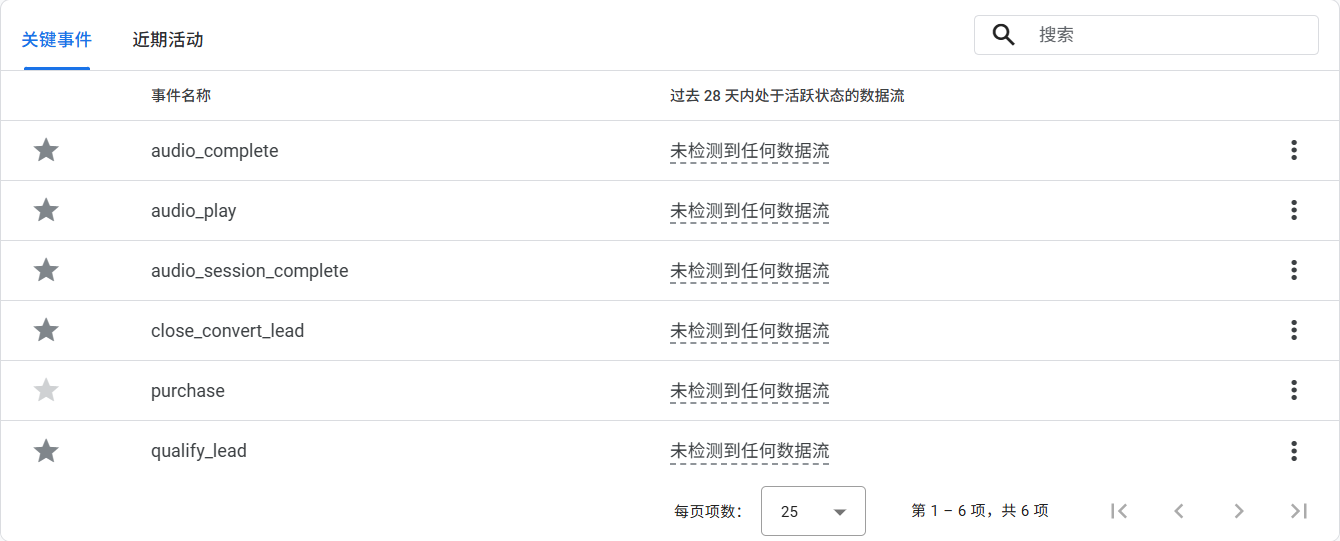 关键事件 近期活动 搜索
事件名称 过去 28 天内处于活跃状态的数据流
audio_complete 未检测到任何数据流
audio_play 未检测到任何数据流
audio_session_complete 未检测到任何数据流
close_convert_lead 未检测到任何数据流
purchase 未检测到任何数据流
qualify_lead 未检测到任何数据流
每页项数： 25 第 1 – 6 项，共 6 项